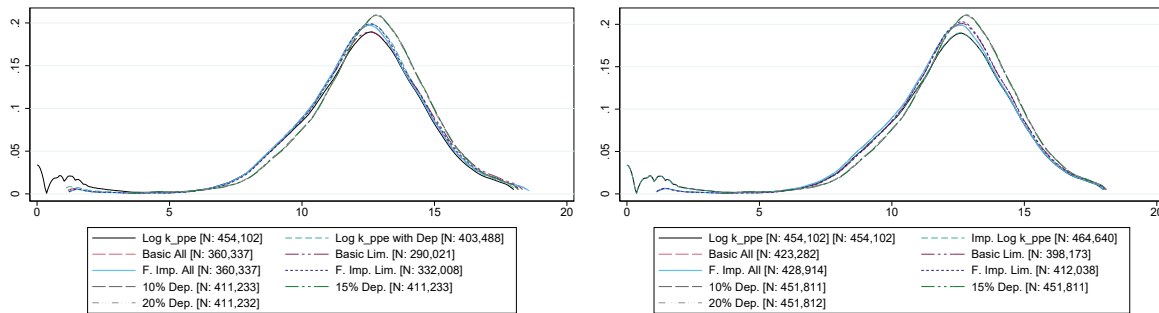 .2
.15
.1
.05
0
0 5 10 15 20
Log k_ppe [N: 454,102] Log k_ppe with Dep [N: 403,488]
Basic All [N: 360,337] Basic Lim. [N: 290,021]
F. Imp. All [N: 360,337] F. Imp. Lim. [N: 332,008]
10% Dep. [N: 411,233] 15% Dep. [N: 411,233]
20% Dep. [N: 411,232]
.2
.15
.1
.05
0
0 5 10 15 20
Log k_ppe [N: 454,102] [N: 454,102] Imp. Log k_ppe [N: 464,640]
Basic All [N: 423,282] Basic Lim. [N: 398,173]
F. Imp. All [N: 428,914] F. Imp. Lim. [N: 412,038]
10% Dep. [N: 451,811] 15% Dep. [N: 451,811]
20% Dep. [N: 451,812]